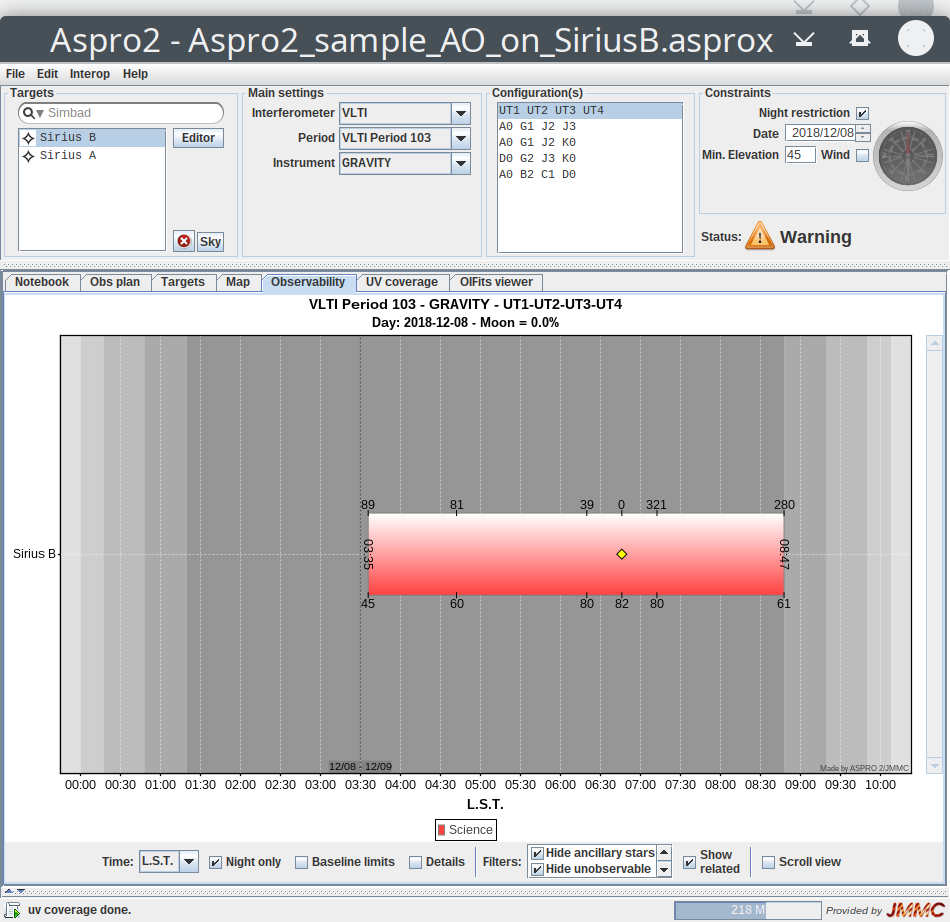 Aspro2 - Aspro2_sample_AO_on_SiriusB.asprox
File Edit Interop Help
Targets
Simbad
Sirius B
Sirius A
Editor
Sky
Main settings
Interferometer VLTI
Period VLTI Period 103
Instrument GRAVITY
Configuration(s)
UT1 UT2 UT3 UT4
A0 G1 J2 J3
A0 G1 J2 K0
D0 G2 J3 K0
A0 B2 C1 D0
Constraints
Night restriction
Date 2018/12/08
Min. Elevation 45 Wind
Status: Warning
Notebook Obs plan Targets Map Observability UV coverage OIFits viewer
VLTI Period 103 - GRAVITY - UT1-UT2-UT3-UT4
Day: 2018-12-08 - Moon = 0.0%
89 81 39 0 321 280
Sirius B
03:35 08:47
45 60 80 82 80 61
12/08 - 12/09
Made by ASPRO 2/JMMC
00:00 00:30 01:00 01:30 02:00 02:30 03:00 03:30 04:00 04:30 05:00 05:30 06:00 06:30 07:00 07:30 08:00 08:30 09:00 09:30 10:00
L.S.T.
Science
Time: L.S.T. Night only Baseline limits Details Filters: Hide ancillary stars
Hide unobservable
Show
related
Scroll view
uv coverage done.
218 M
Provided by JMMC